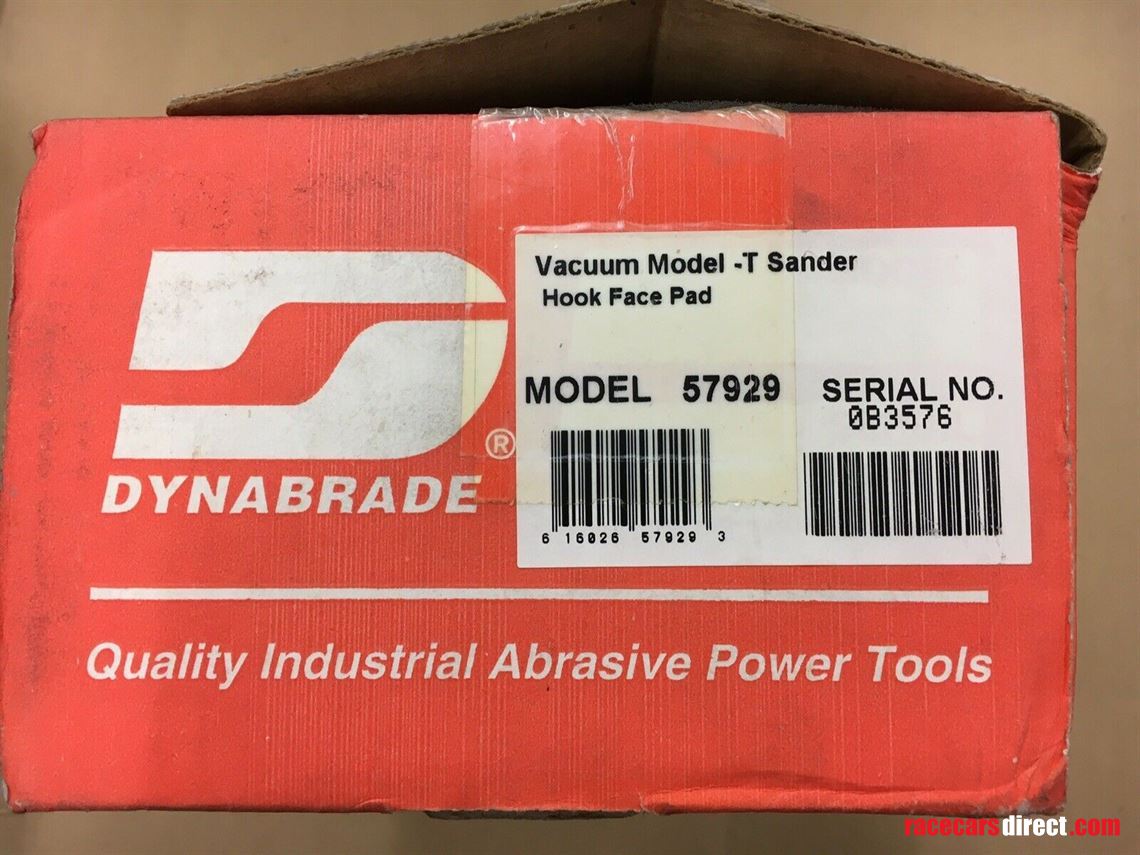 Vacuum Model -T Sander
Hook Face Pad
MODEL 57929
SERIAL NO.
0B3576
®
DYNABRADE
6 16026 57929 3
Quality Industrial Abrasive Power Tools
racecarsdirect.com